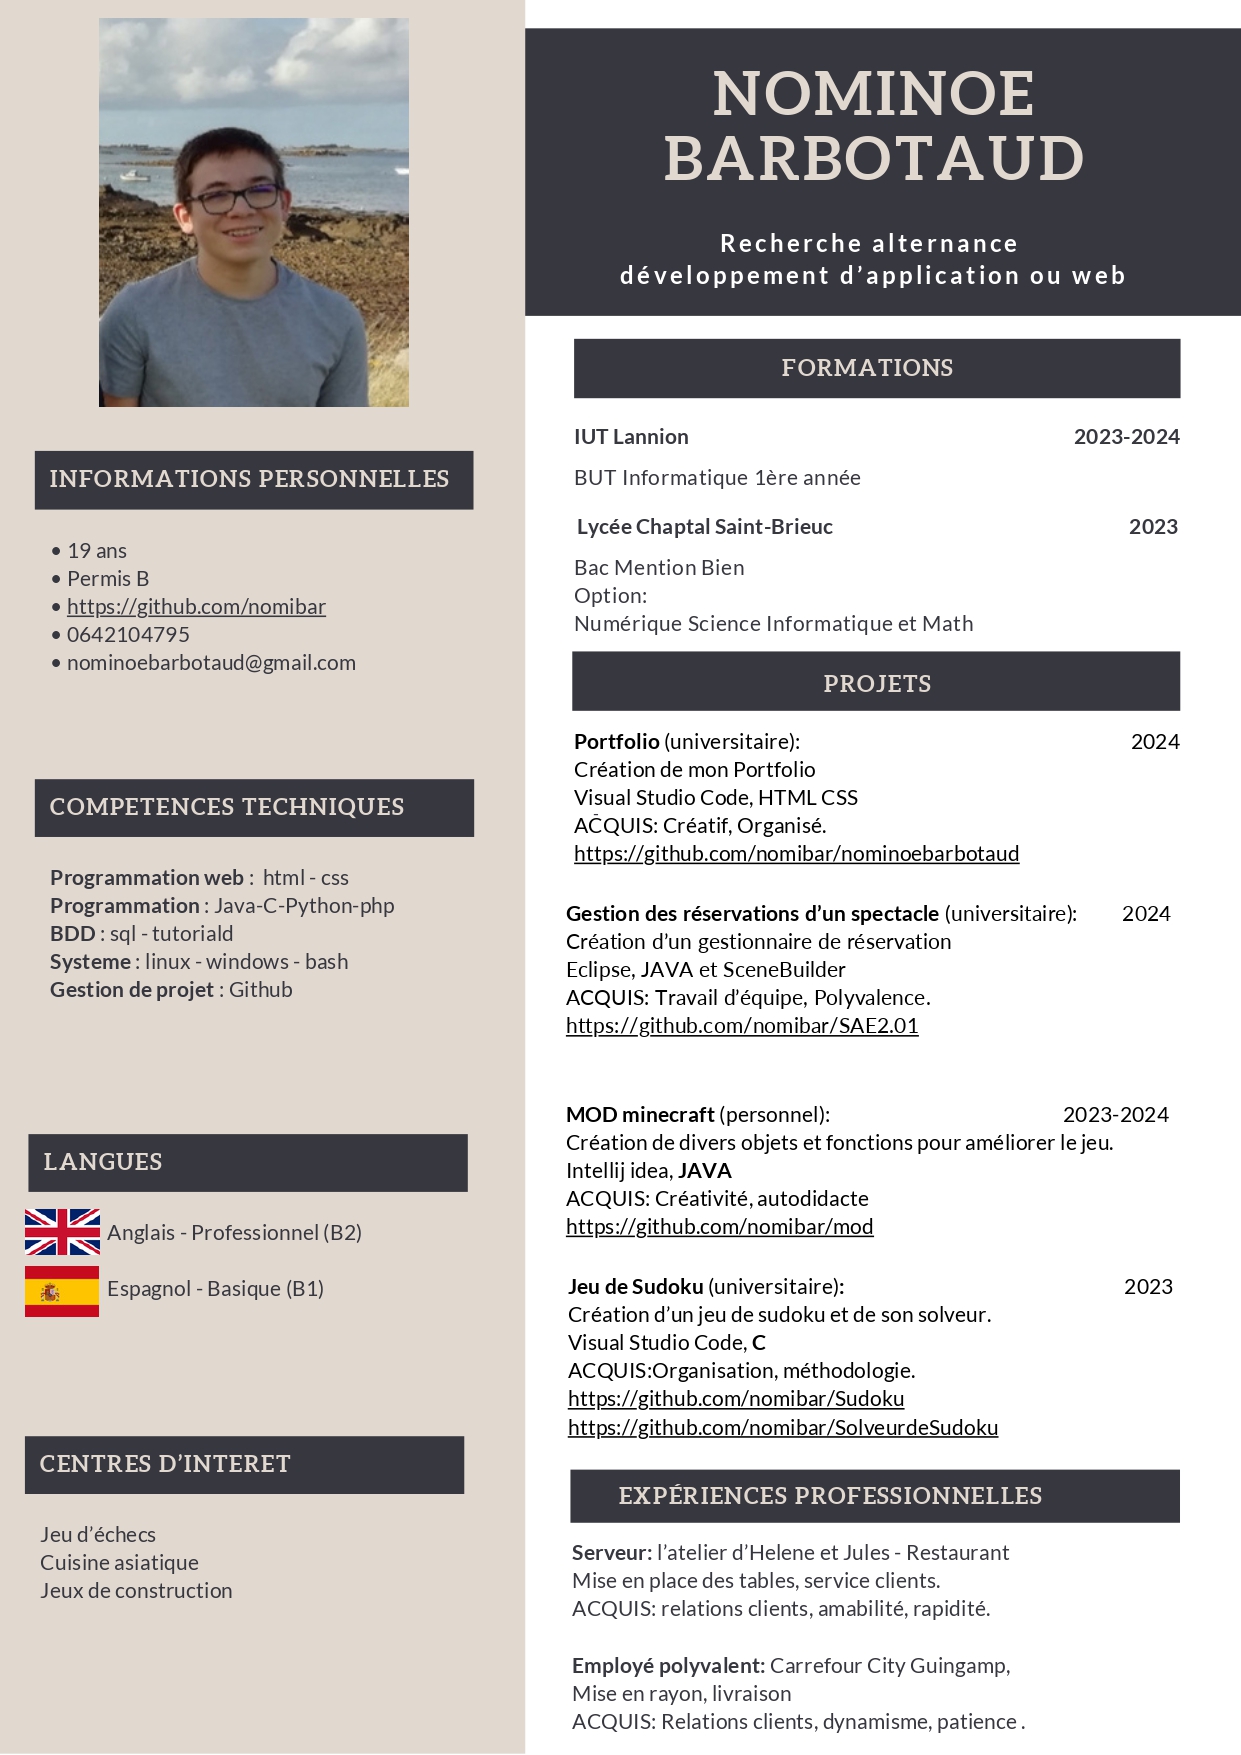 NOMINOE
BARBOTAUD
Recherche alternance
développement d’application ou web
INFORMATIONS PERSONNELLES
• 19 ans
• Permis B
• https://github.com/nomibar
• 0642104795
• nominoebarbotaud@gmail.com
COMPETENCES TECHNIQUES
Programmation web : html - css
Programmation : Java-C-Python-php
BDD : sql - tutoriald
Systeme : linux - windows - bash
Gestion de projet : Github
LANGUES
Anglais - Professionnel (B2)
Espagnol - Basique (B1)
CENTRES D’INTERET
Jeu d’échecs
Cuisine asiatique
Jeux de construction
FORMATIONS
IUT Lannion 2023-2024
BUT Informatique 1ère année
Lycée Chaptal Saint-Brieuc 2023
Bac Mention Bien
Option:
Numérique Science Informatique et Math
PROJETS
Portfolio (universitaire): 2024
Création de mon Portfolio
Visual Studio Code, HTML CSS
ACQUIS: Créatif, Organisé.
https://github.com/nomibar/nominoebarbotaud
Gestion des réservations d’un spectacle (universitaire): 2024
Création d’un gestionnaire de réservation
Eclipse, JAVA et SceneBuilder
ACQUIS: Travail d’équipe, Polyvalence.
https://github.com/nomibar/SAE2.01
MOD minecraft (personnel): 2023-2024
Création de divers objets et fonctions pour améliorer le jeu.
Intellij idea, JAVA
ACQUIS: Créativité, autodidacte
https://github.com/nomibar/mod
Jeu de Sudoku (universitaire): 2023
Création d’un jeu de sudoku et de son solveur.
Visual Studio Code, C
ACQUIS:Organisation, méthodologie.
https://github.com/nomibar/Sudoku
https://github.com/nomibar/SolveurdeSudoku
EXPÉRIENCES PROFESSIONNELLES
Serveur: l’atelier d’Helene et Jules - Restaurant
Mise en place des tables, service clients.
ACQUIS: relations clients, amabilité, rapidité.
Employé polyvalent: Carrefour City Guingamp,
Mise en rayon, livraison
ACQUIS: Relations clients, dynamisme, patience .